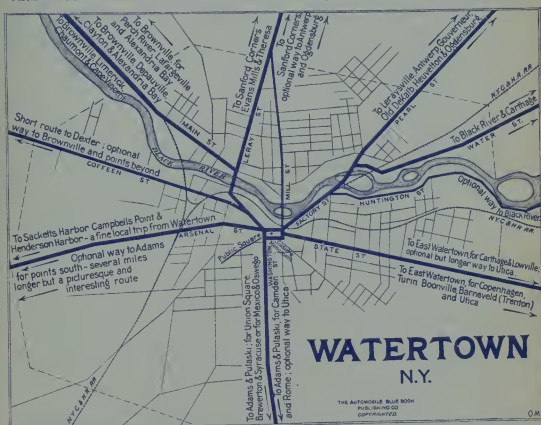 To Brownville for
Perch River, Lafargeville
and Alexandria Bay
To Brownville, Depauville,
Clayton & Alexandria Bay
To Brownville, Limerick,
Chaumont &
To Sanford Corners
Evans Mills & Theresa
To
Sanford Corners;
optional way to Antwerp
and Ogdensburg
To Leraysville Antwerp Gouverneur
Old DeKalb Heuvelton & Ogdensburg
N.Y.C. & H.R. RR.
To Black River & Carthage
WATER ST.
PEARL ST
MAIN ST
LERAY ST
BLACK RIVER
MILL ST
FACTORY ST
HUNTINGTON ST
Optional way to Black River
N.Y.C. & H.R. RR
Short route to Dexter; optional
way to Brownville and points beyond
COFFEEN ST
To Sacketts Harbor Campbells Point &
Henderson Harbor - a fine local trip from Watertown
ARSENAL ST
Optional way to Adams
for points south - several miles
longer but a picturesque and
interesting route
Public Square
WASHINGTON ST
STATE ST
To East Watertown, for Carthage & Lowville;
optional but longer way to Utica
To East Watertown, for Copenhagen,
Turin Boonville, Barneveld (Trenton)
and Utica
To Adams & Pulaski; for Union Square
Brewerton & Syracuse or for Mexico & Oswego
To Adams & Pulaski, for Camden
and Rome; optional way to Utica
N.Y.C. & H.R. RR
WATERTOWN
N.Y.
THE AUTOMOBILE BLUE BOOK
PUBLISHING CO
COPYRIGHTED.